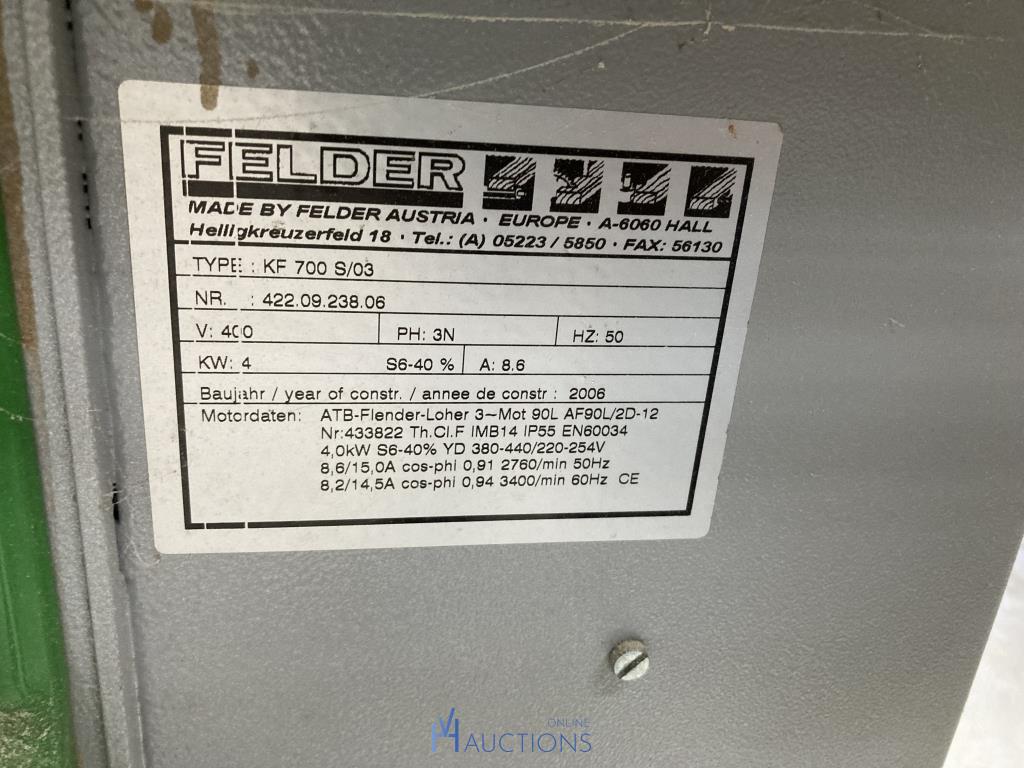 FELDER
MADE BY FELDER AUSTRIA · EUROPE · A-6060 HALL
Heiligkreuzerfeld 18 · Tel.: (A) 05223 / 5850 · FAX: 56130
TYPE : KF 700 S/03
NR. : 422.09.238.06
V: 400 PH: 3N HZ: 50
KW: 4 S6-40 % A: 8.6
Baujahr / year of constr. / annee de constr : 2006
Motordaten: ATB-Flender-Loher 3~Mot 90L AF90L/2D-12
Nr:433822 Th.Cl.F IMB14 IP55 EN60034
4,0kW S6-40% YD 380-440/220-254V
8,6/15,0A cos-phi 0,91 2760/min 50Hz
8,2/14,5A cos-phi 0,94 3400/min 60Hz CE
ONLINE
AUCTIONS